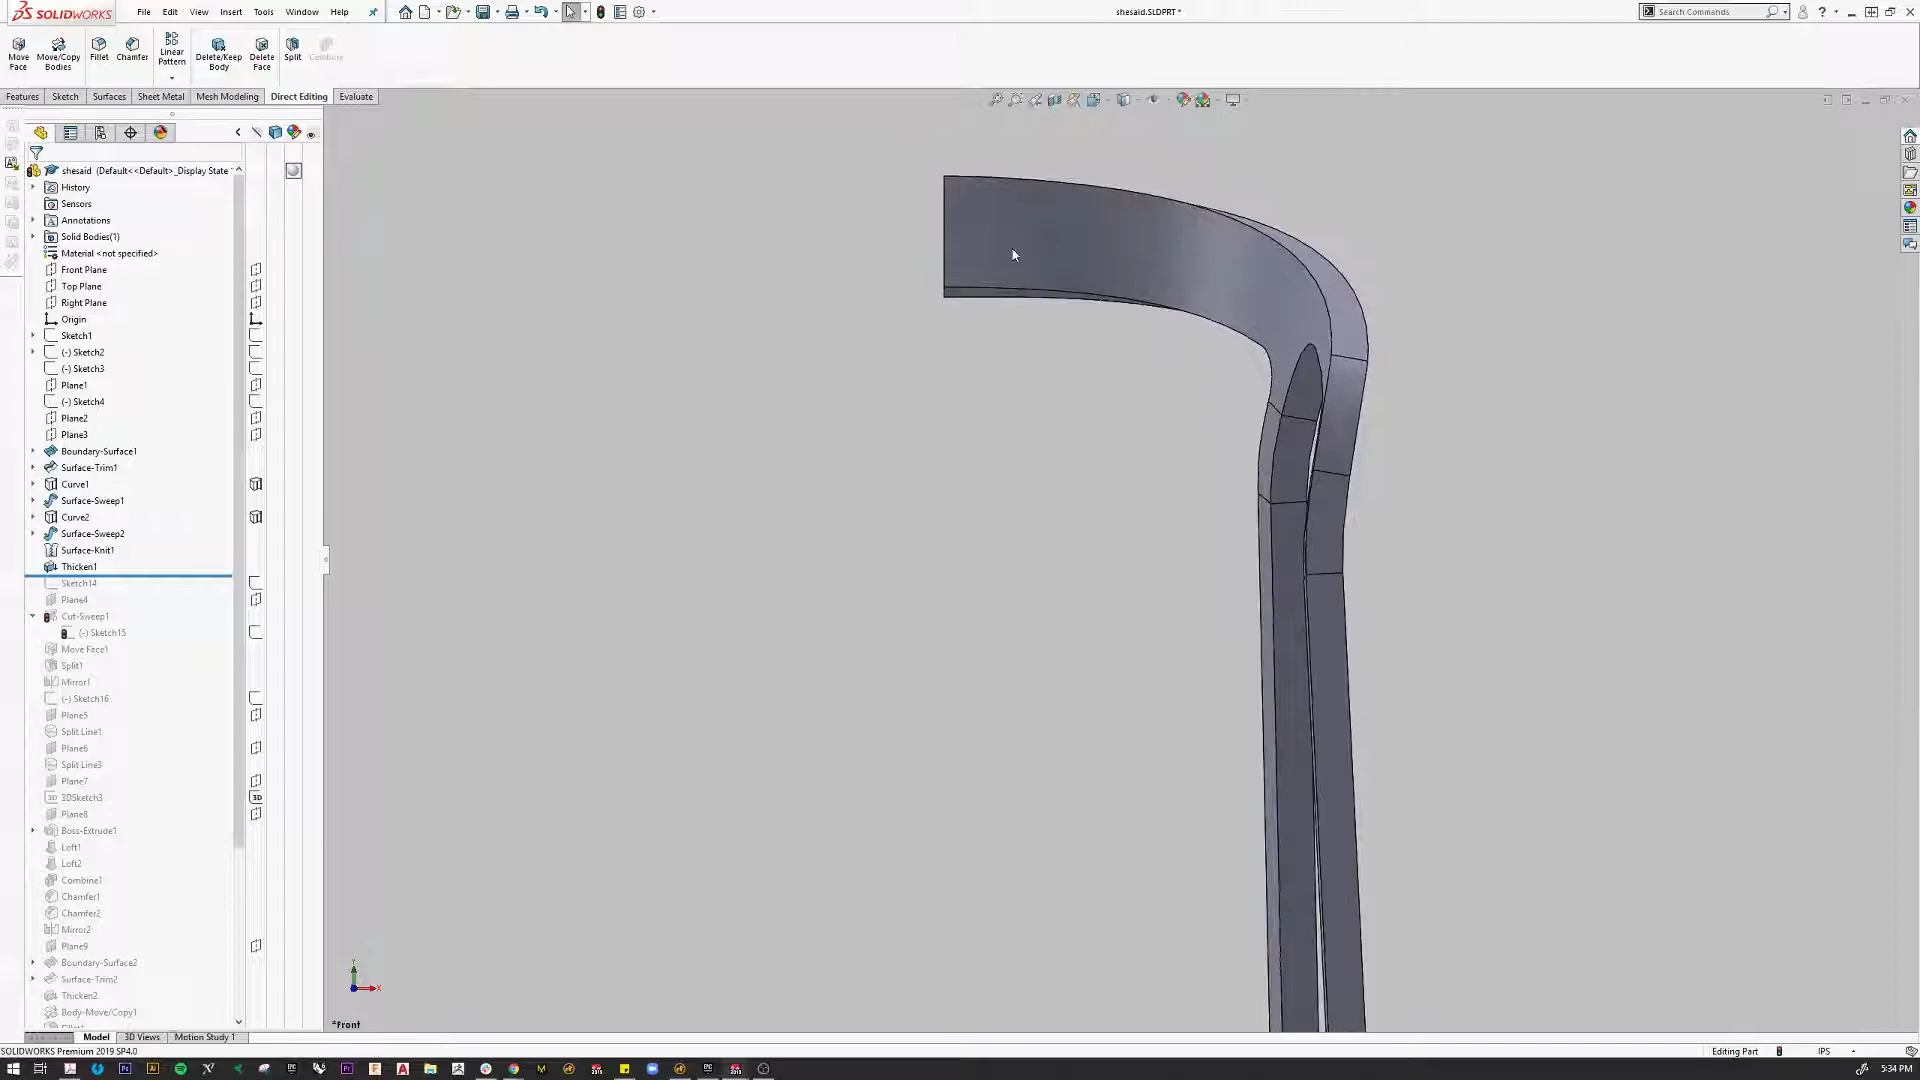 SOLIDWORKS File Edit View Insert Tools Window Help shesaid.SLDPRT * Search Commands
Move Face Move/Copy Bodies Fillet Chamfer Linear Pattern Delete/Keep Body Delete Face Split Combine
Features Sketch Surfaces Sheet Metal Mesh Modeling Direct Editing Evaluate
shesaid (Default<<Default>_Display State
History
Sensors
Annotations
Solid Bodies(1)
Material <not specified>
Front Plane
Top Plane
Right Plane
Origin
Sketch1
(-) Sketch2
(-) Sketch3
Plane1
(-) Sketch4
Plane2
Plane3
Boundary-Surface1
Surface-Trim1
Curve1
Surface-Sweep1
Curve2
Surface-Sweep2
Surface-Knit1
Thicken1
Sketch14
Plane4
Cut-Sweep1
(-) Sketch15
Move Face1
Split1
Mirror1
(-) Sketch16
Plane5
Split Line1
Plane6
Split Line3
Plane7
3DSketch3
Plane8
Boss-Extrude1
Loft1
Loft2
Combine1
Chamfer1
Chamfer2
Mirror2
Plane9
Boundary-Surface2
Surface-Trim2
Thicken2
Body-Move/Copy1
Y
X
*Front
Model 3D Views Motion Study 1
SOLIDWORKS Premium 2019 SP4.0 Editing Part IPS
5:34 PM